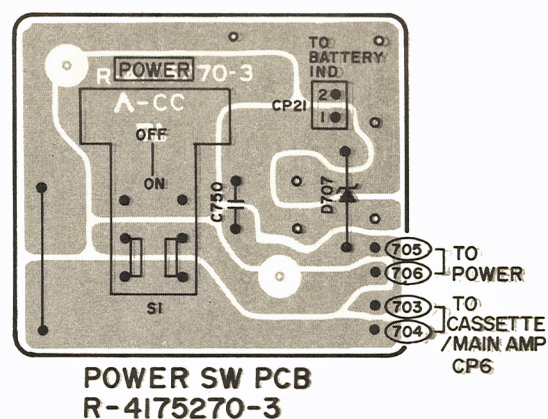 TO
BATTERY
IND
R POWER 70-3
2
CP21
1
A-CC
OFF
ON
C750
D707
S1
705
706
TO
POWER
703
704
TO
CASSETTE
/MAIN AMP
CP6
POWER SW PCB
R-4175270-3